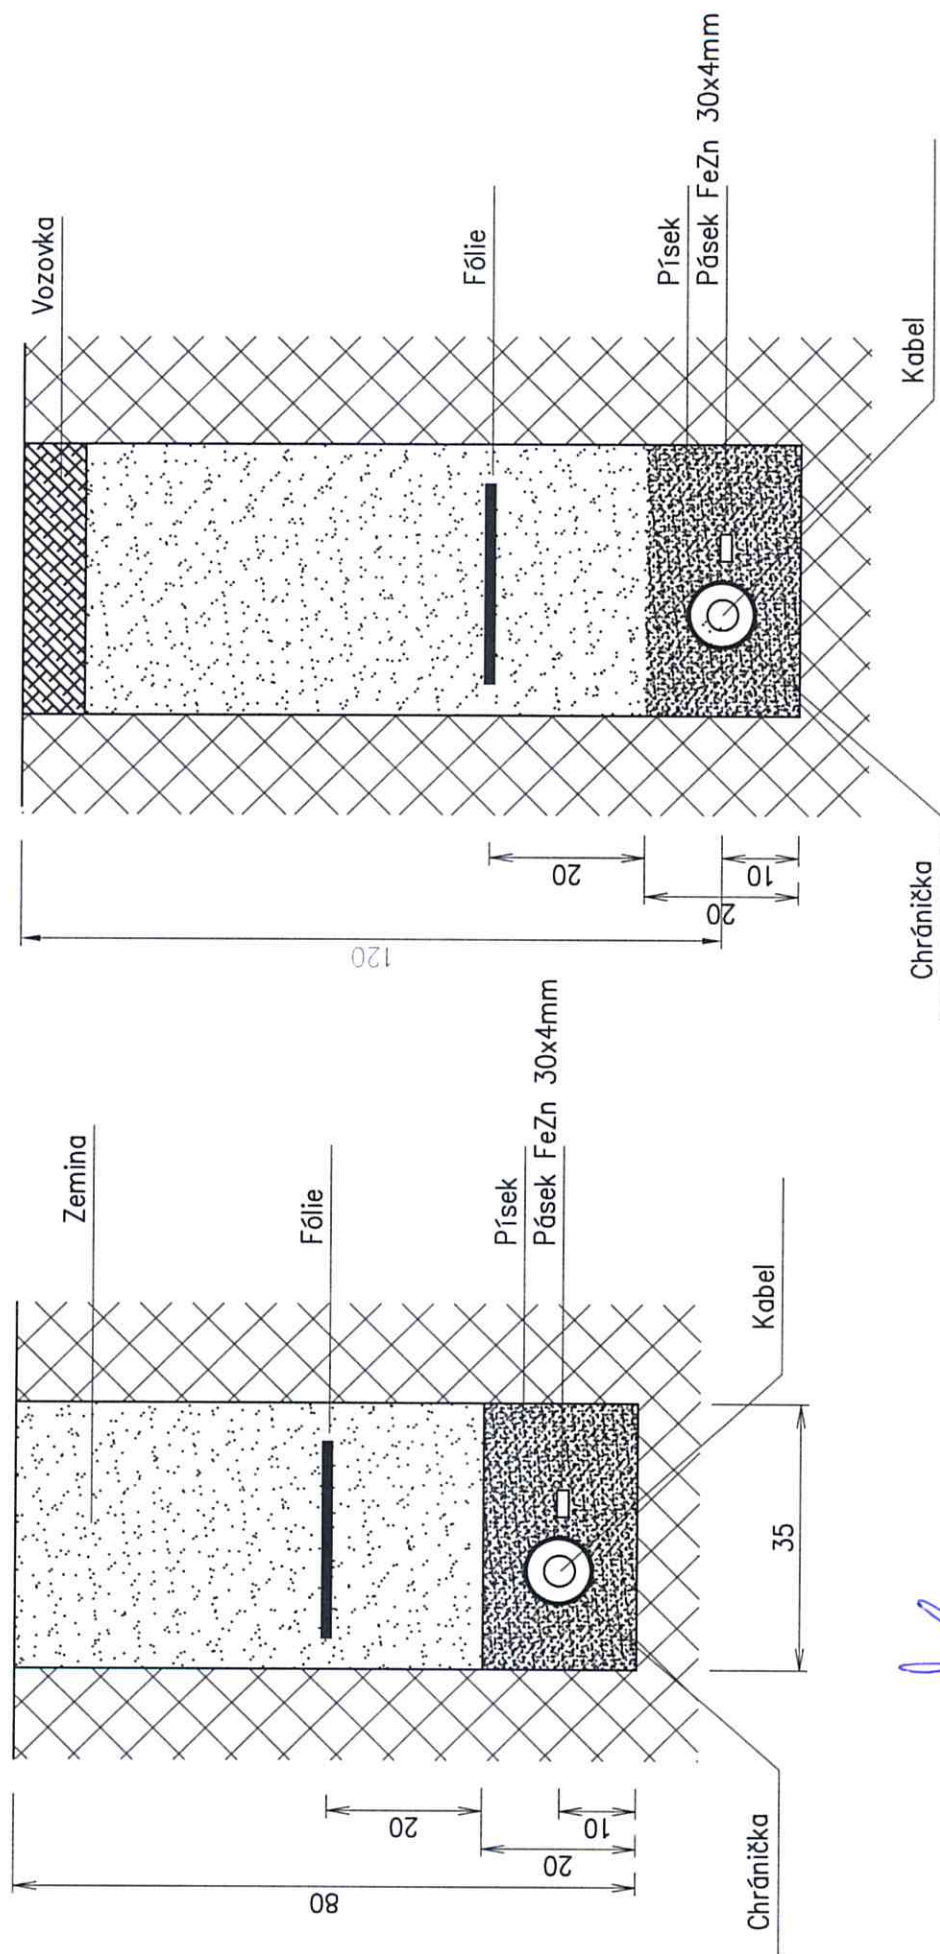 Zemina
Fólie
Písek
Pásek FeZn 30x4mm
Kabel
Chránička
80
20
20
10
35
Vozovka
Fólie
Písek
Pásek FeZn 30x4mm
Kabel
Chránička
120
20
20
10